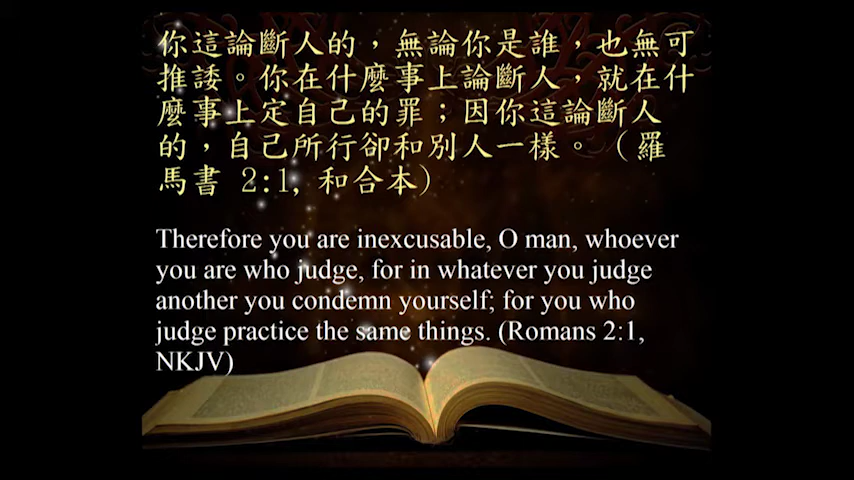 你這論斷人的，無論你是誰，也無可
推諉。你在什麼事上論斷人，就在什
麼事上定自己的罪；因你這論斷人
的，自己所行卻和別人一樣。（羅
馬書 2:1, 和合本）
Therefore you are inexcusable, O man, whoever
you are who judge, for in whatever you judge
another you condemn yourself; for you who
judge practice the same things. (Romans 2:1,
NKJV)